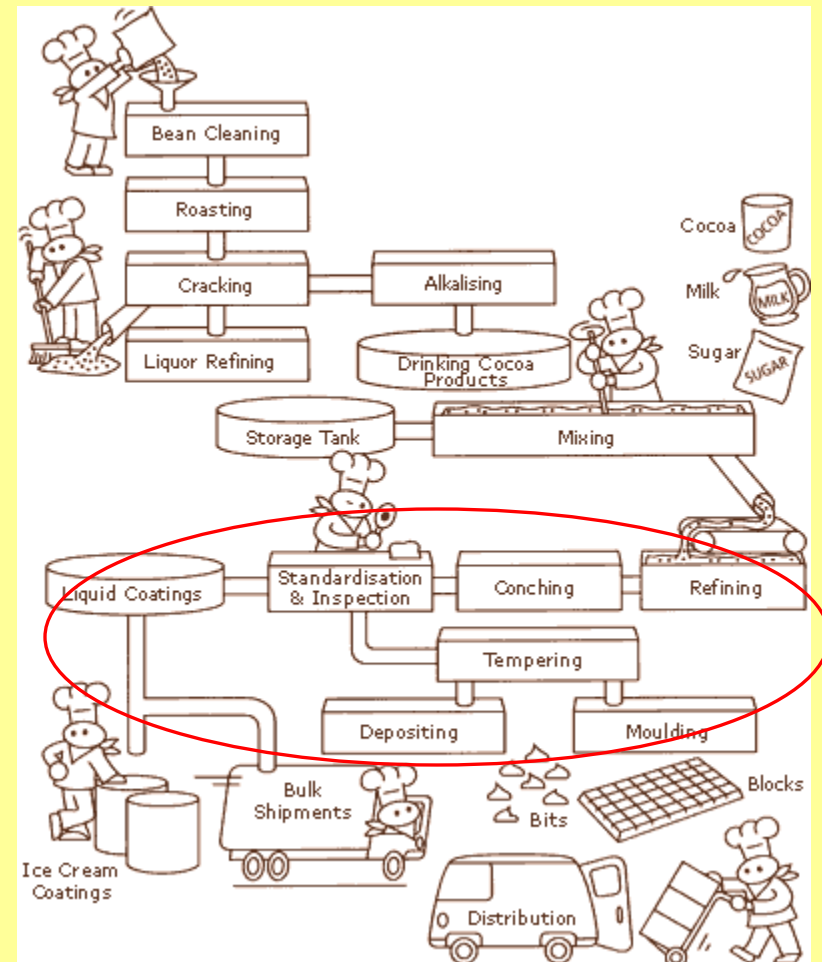 Bean Cleaning
Roasting
Cocoa
COCOA
Cracking
Alkalising
Milk
MILK
Liquor Refining
Drinking Cocoa
Products
Sugar
SUGAR
Storage Tank
Mixing
Liquid Coatings
Standardisation
& Inspection
Conching
Refining
Tempering
Depositing
Moulding
Bulk
Shipments
Bits
Blocks
Ice Cream
Coatings
Distribution